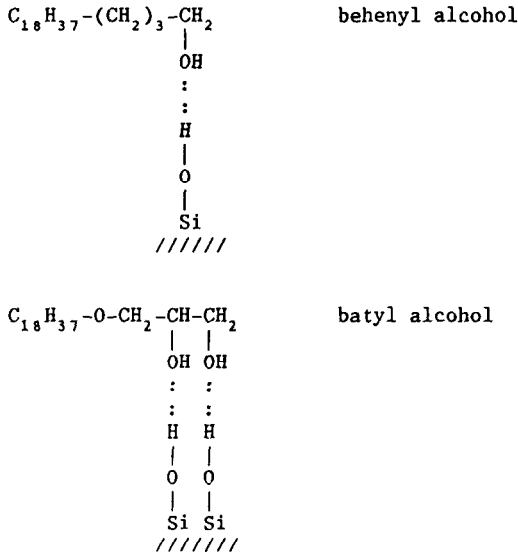 C₁₈H₃₇-(CH₂)₃-CH₂ behenyl alcohol
|
OH
:
:
H
|
O
|
Si
//////
C₁₈H₃₇-O-CH₂-CH-CH₂ batyl alcohol
| |
OH OH
: :
: :
H H
| |
O O
| |
Si Si
///////